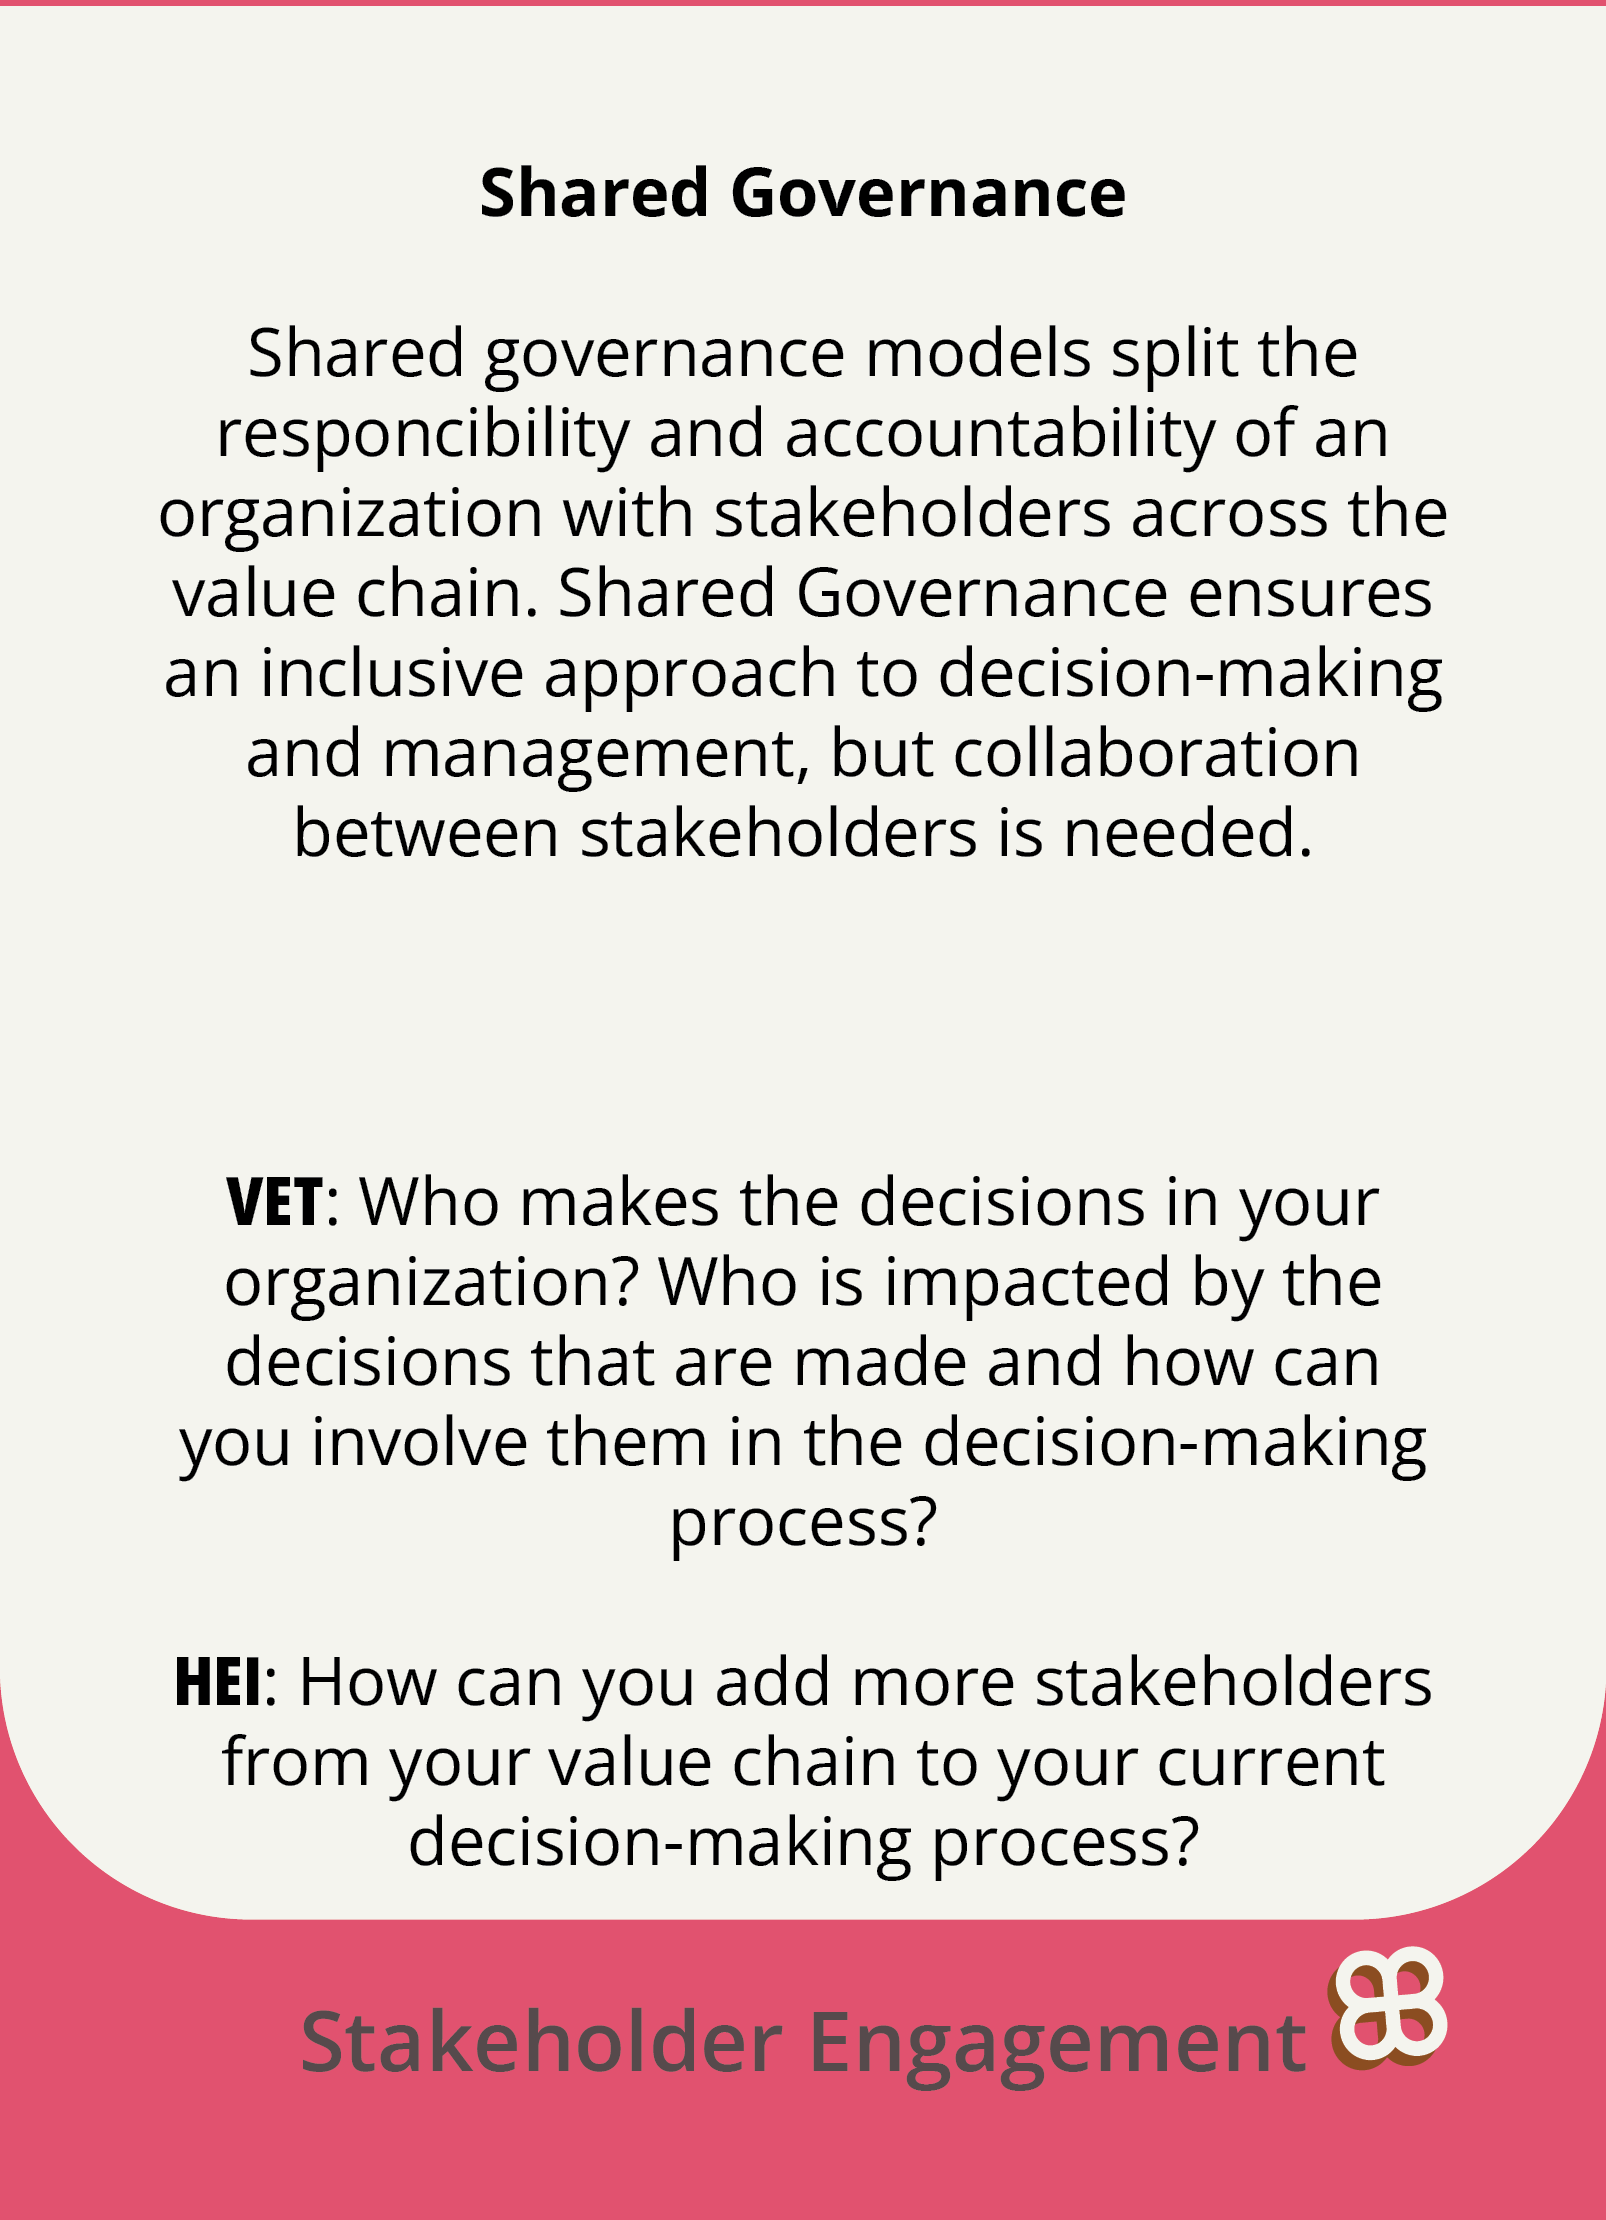 Shared Governance
Shared governance models split the
responcibility and accountability of an
organization with stakeholders across the
value chain. Shared Governance ensures
an inclusive approach to decision-making
and management, but collaboration
between stakeholders is needed.
VET: Who makes the decisions in your
organization? Who is impacted by the
decisions that are made and how can
you involve them in the decision-making
process?
HEI: How can you add more stakeholders
from your value chain to your current
decision-making process?
Stakeholder Engagement